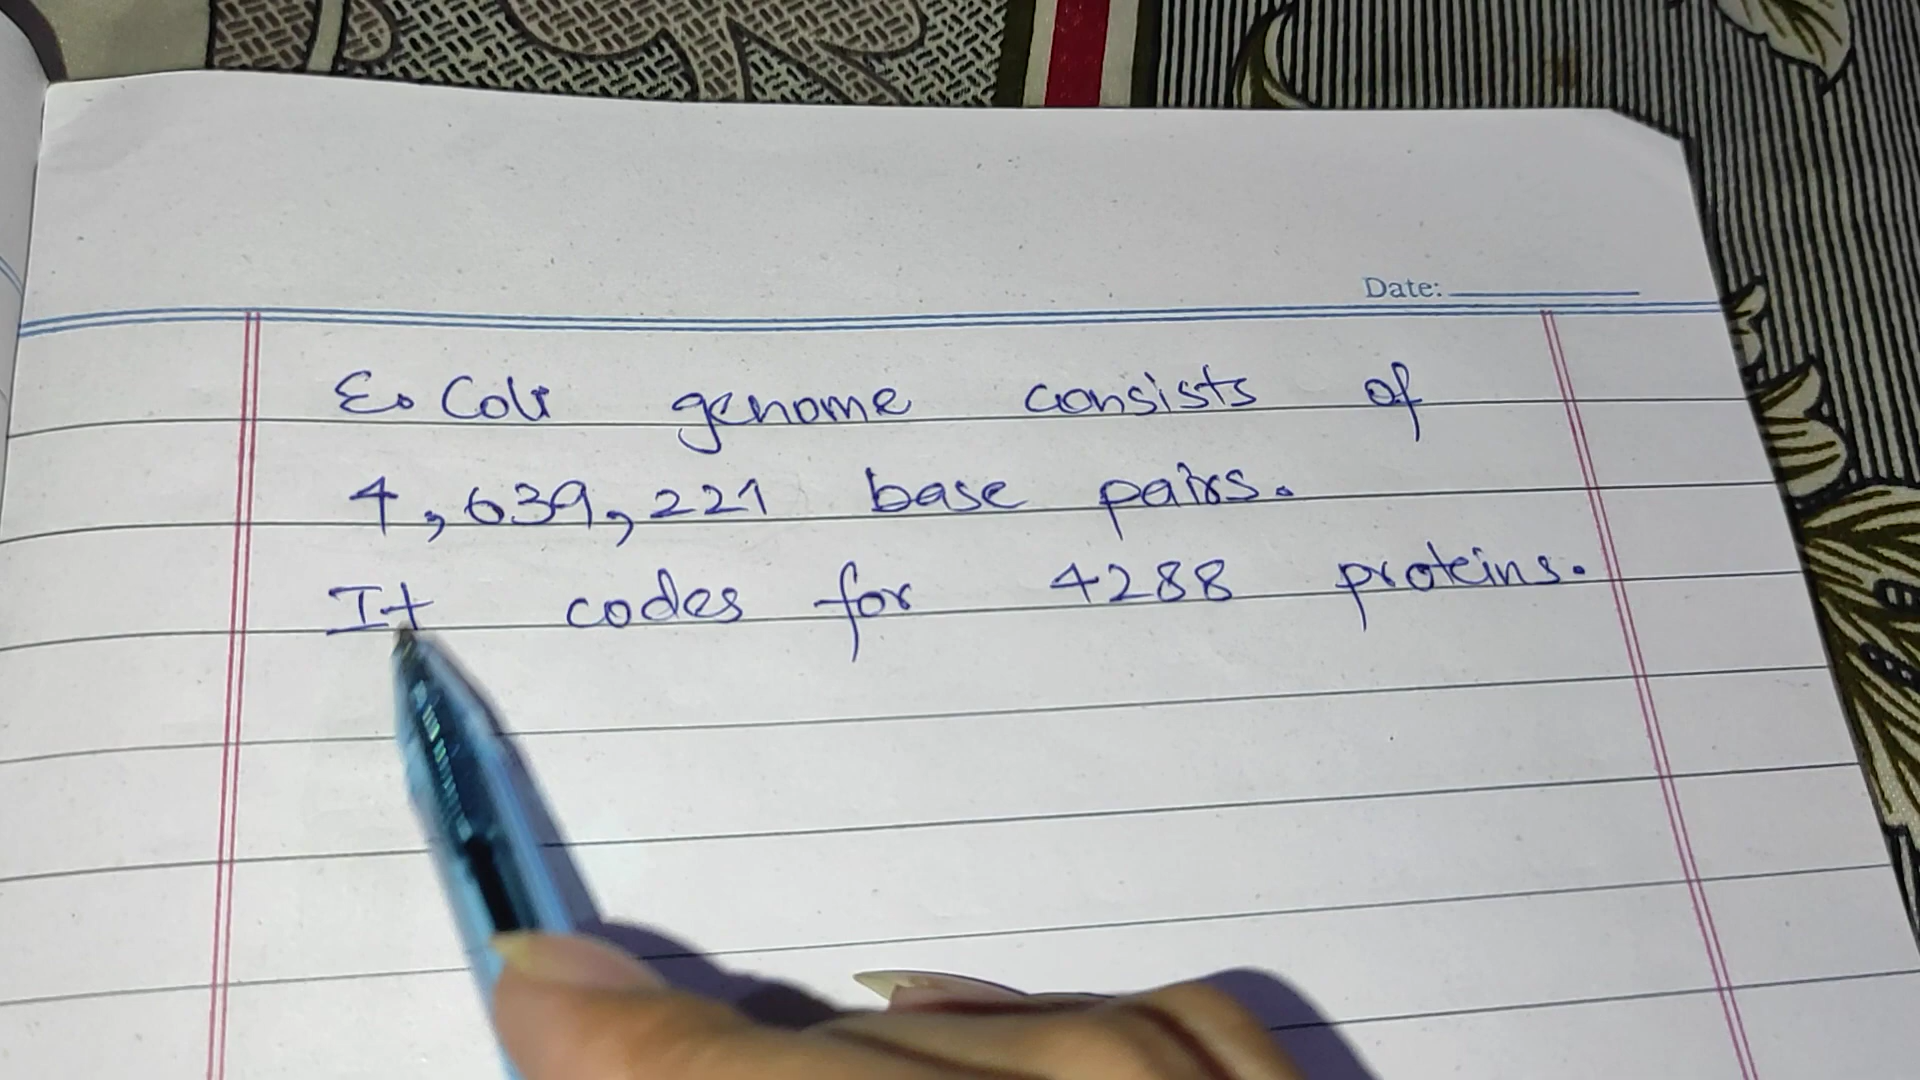 Date:
E. Coli genome consists of
4,639,221 base pairs.
It codes for 4288 proteins.